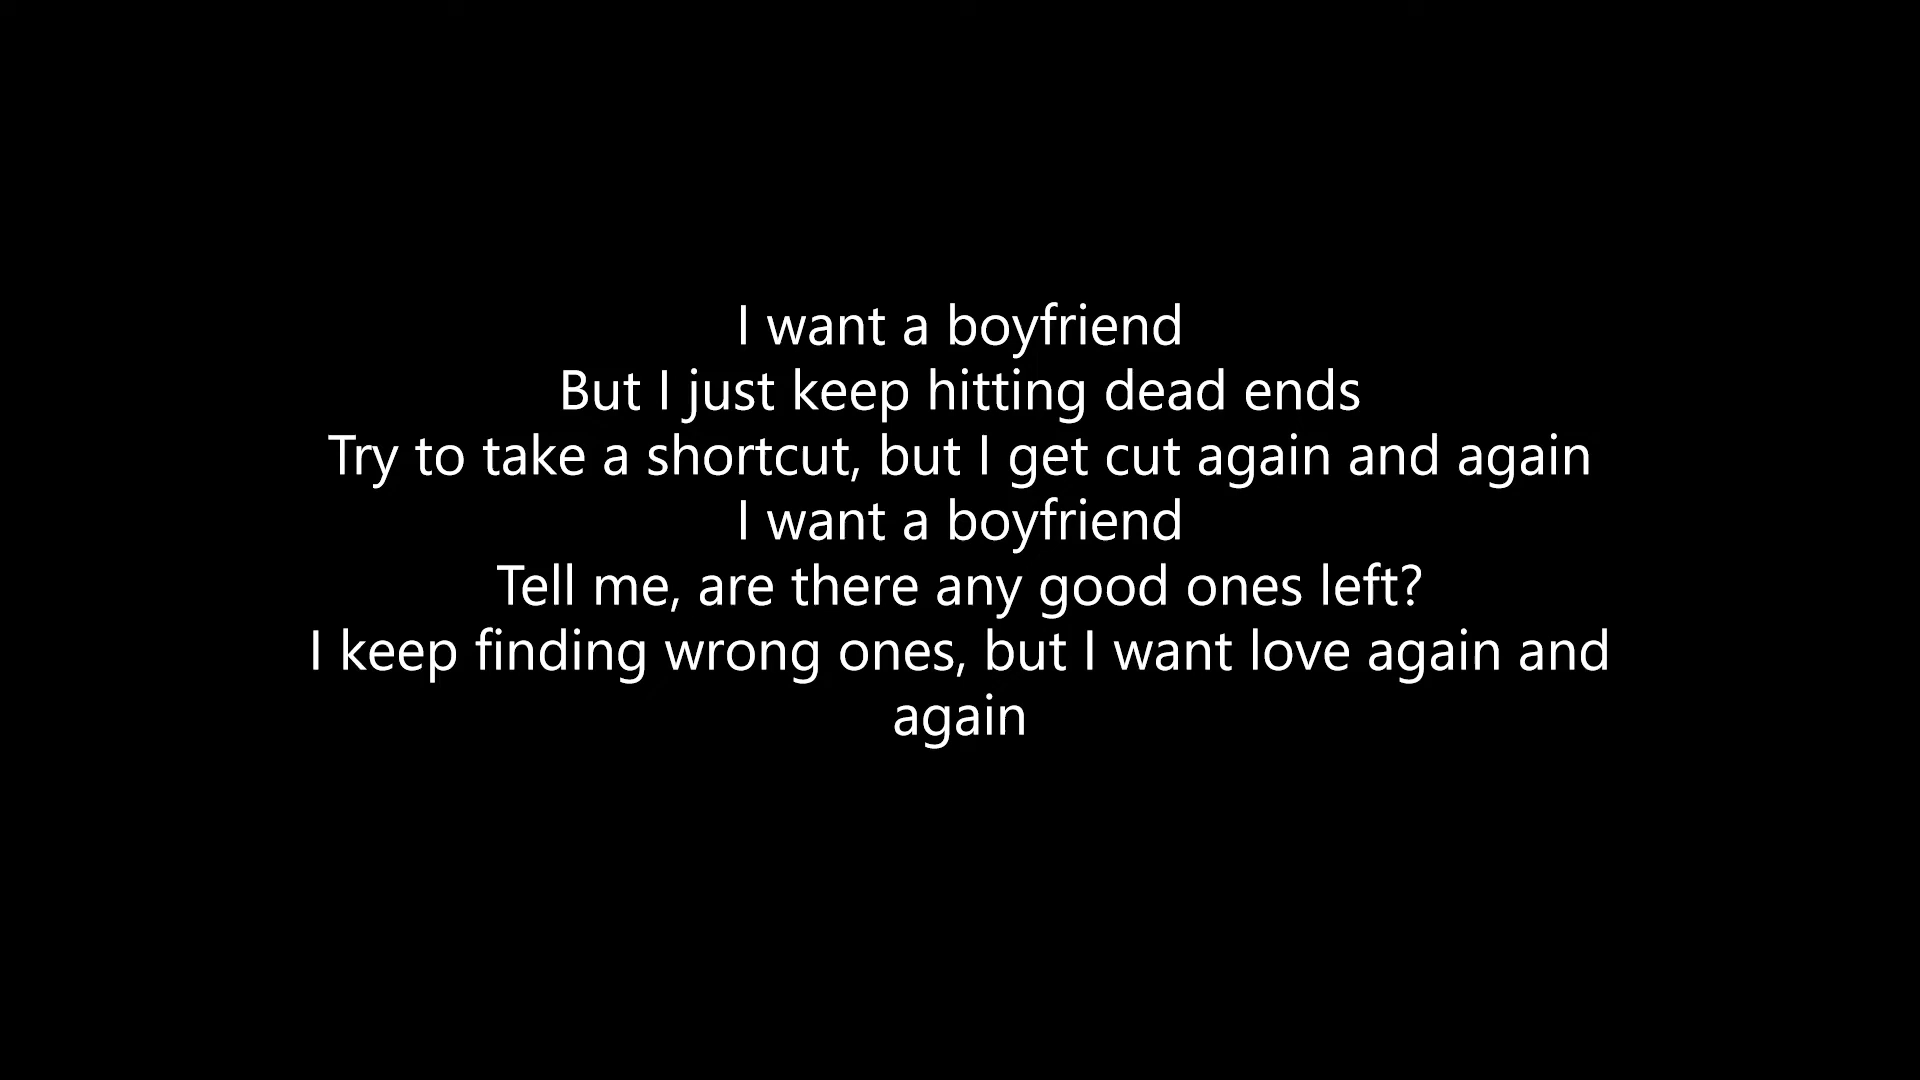 I want a boyfriend
But I just keep hitting dead ends
Try to take a shortcut, but I get cut again and again
I want a boyfriend
Tell me, are there any good ones left?
I keep finding wrong ones, but I want love again and
again